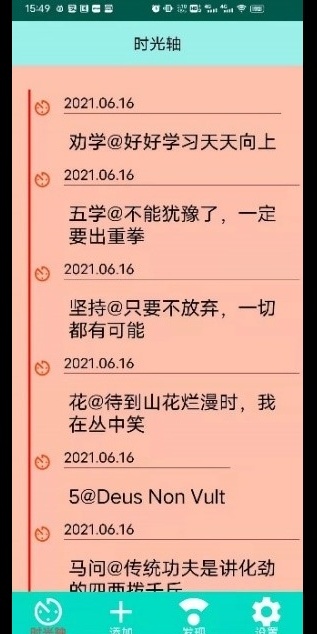 15:49
时光轴
2021.06.16
劝学@好好学习天天向上
2021.06.16
五学@不能犹豫了，一定
要出重拳
2021.06.16
坚持@只要不放弃，一切
都有可能
2021.06.16
花@待到山花烂漫时，我
在丛中笑
2021.06.16
5@Deus Non Vult
2021.06.16
马问@传统功夫是讲化劲
的四两拨千斤
时光轴 添加 发现 设置